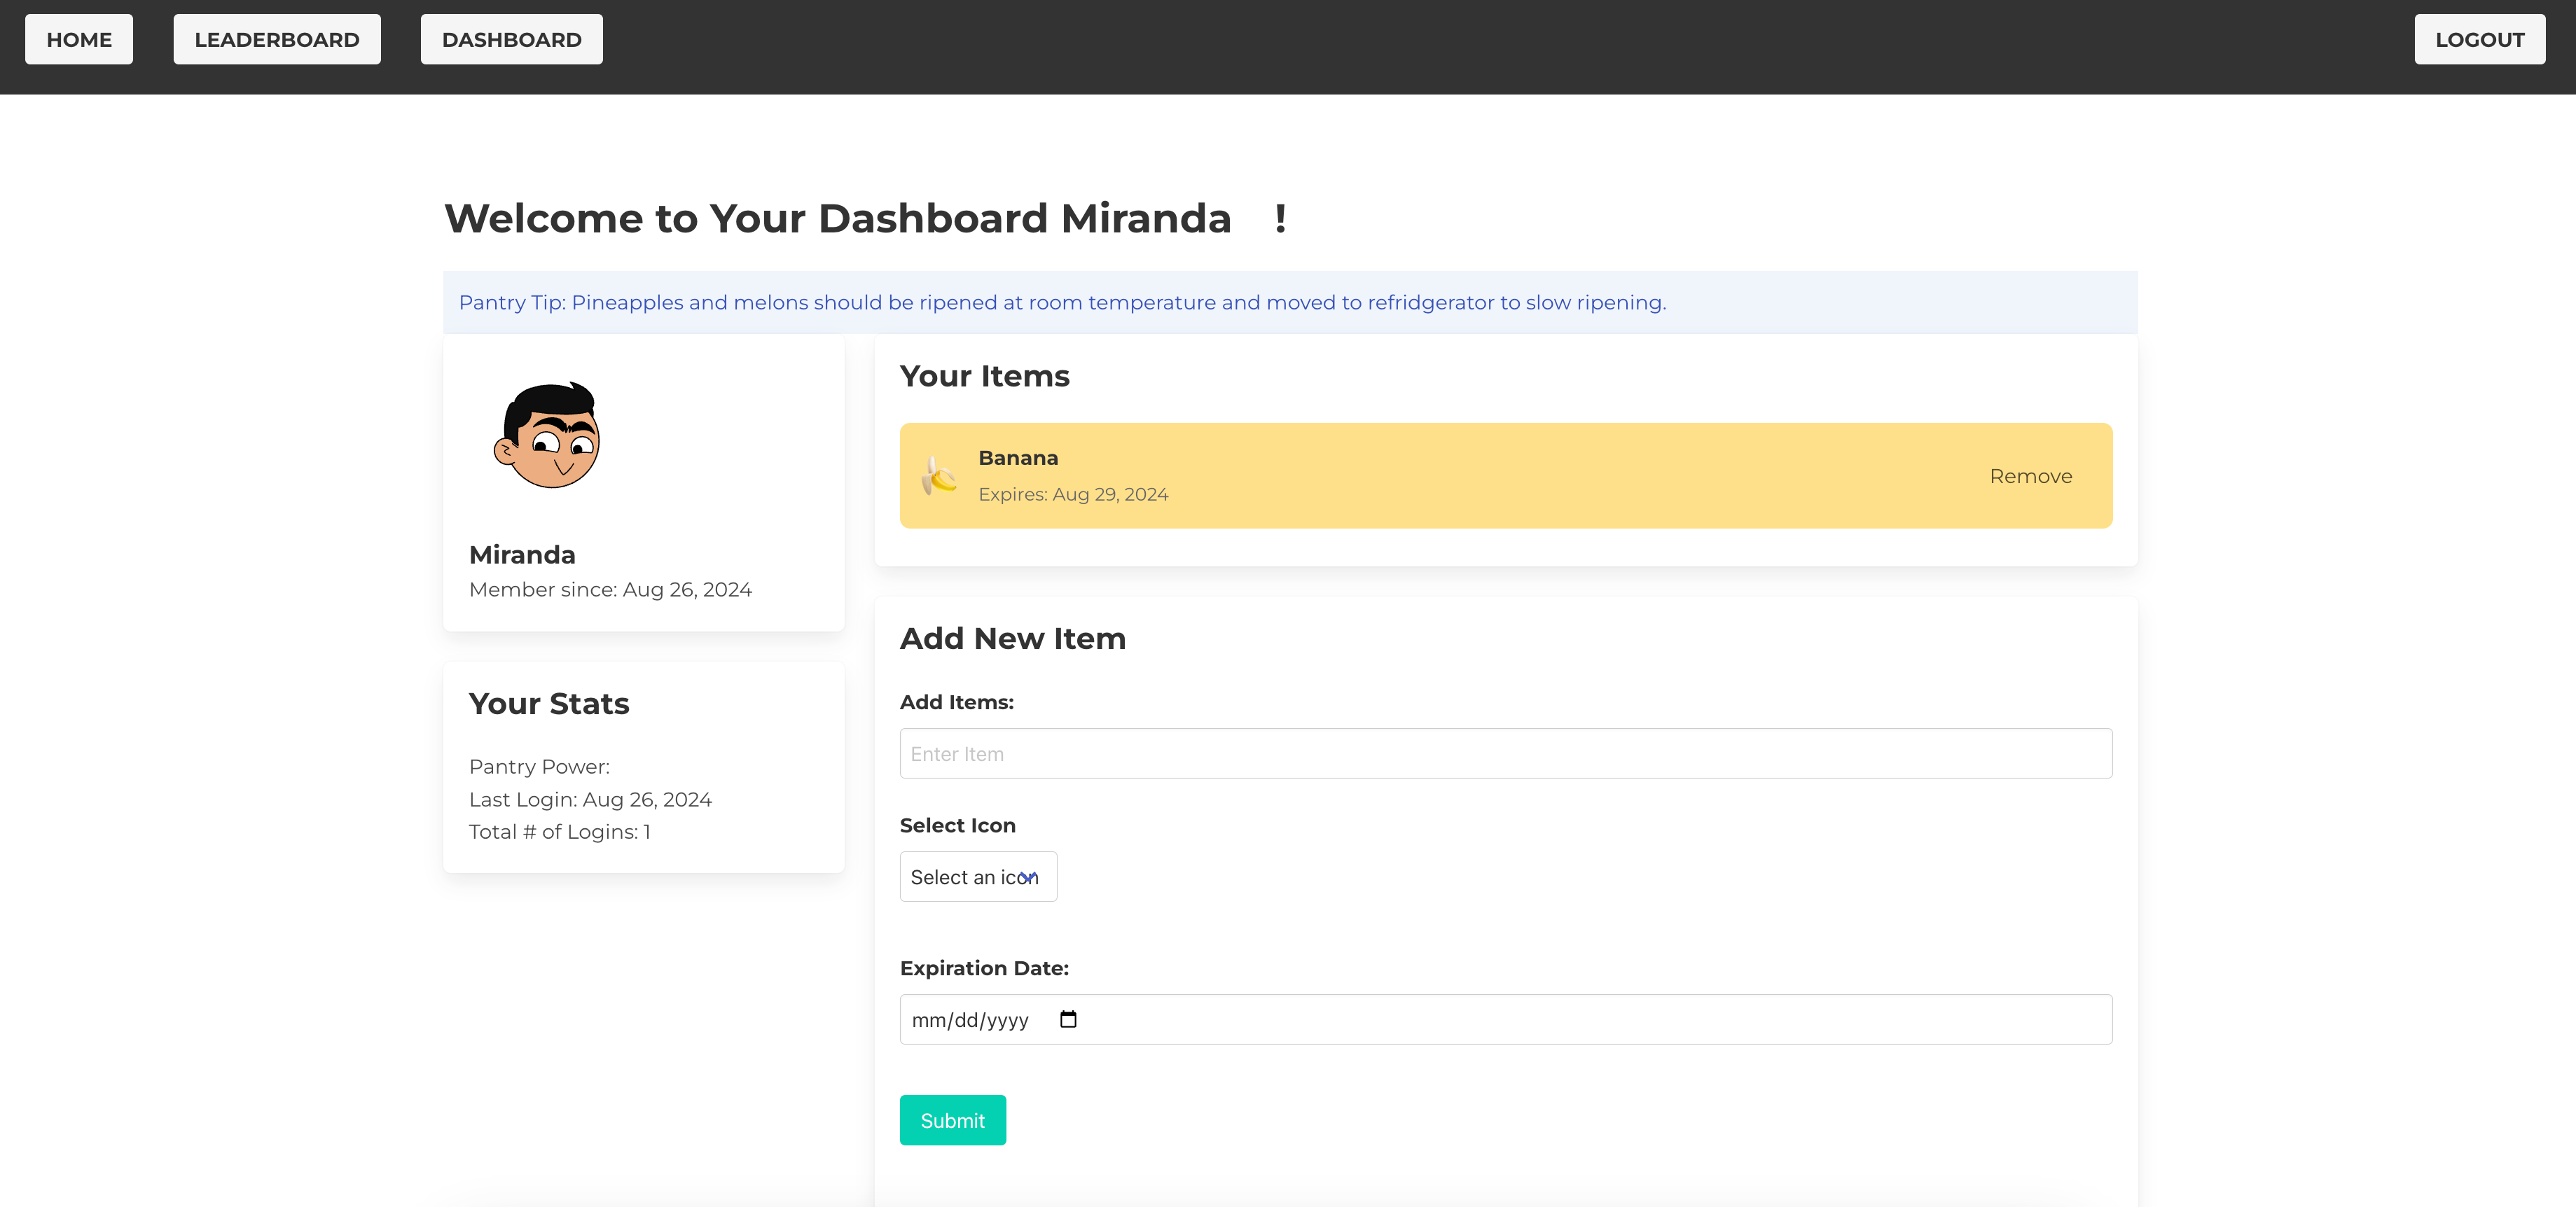 HOME LEADERBOARD DASHBOARD LOGOUT
Welcome to Your Dashboard Miranda !
Pantry Tip: Pineapples and melons should be ripened at room temperature and moved to refridgerator to slow ripening.
Miranda
Member since: Aug 26, 2024
Your Stats
Pantry Power:
Last Login: Aug 26, 2024
Total # of Logins: 1
Your Items
Banana
Expires: Aug 29, 2024
Remove
Add New Item
Add Items:
Enter Item
Select Icon
Select an icon
Expiration Date:
mm/dd/yyyy
Submit